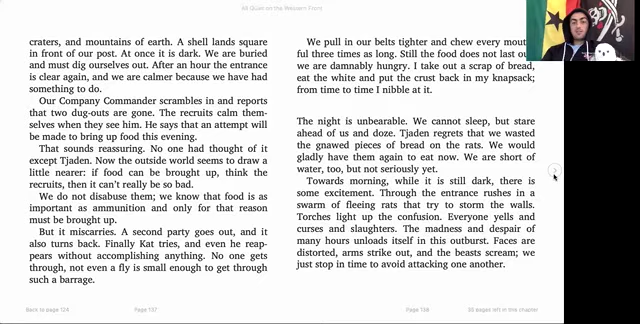 All Quiet on the Western Front
craters, and mountains of earth. A shell lands square
in front of our post. At once it is dark. We are buried
and must dig ourselves out. After an hour the entrance
is clear again, and we are calmer because we have had
something to do.
Our Company Commander scrambles in and reports
that two dug-outs are gone. The recruits calm them-
selves when they see him. He says that an attempt will
be made to bring up food this evening.
That sounds reassuring. No one had thought of it
except Tjaden. Now the outside world seems to draw a
little nearer: if food can be brought up, think the
recruits, then it can't really be so bad.
We do not disabuse them; we know that food is as
important as ammunition and only for that reason
must be brought up.
But it miscarries. A second party goes out, and it
also turns back. Finally Kat tries, and even he reap-
pears without accomplishing anything. No one gets
through, not even a fly is small enough to get through
such a barrage.
We pull in our belts tighter and chew every mouth
ful three times as long. Still the food does not last ou
we are damnably hungry. I take out a scrap of bread,
eat the white and put the crust back in my knapsack;
from time to time I nibble at it.
The night is unbearable. We cannot sleep, but stare
ahead of us and doze. Tjaden regrets that we wasted
the gnawed pieces of bread on the rats. We would
gladly have them again to eat now. We are short of
water, too, but not seriously yet.
Towards morning, while it is still dark, there is
some excitement. Through the entrance rushes in a
swarm of fleeing rats that try to storm the walls.
Torches light up the confusion. Everyone yells and
curses and slaughters. The madness and despair of
many hours unloads itself in this outburst. Faces are
distorted, arms strike out, and the beasts scream; we
just stop in time to avoid attacking one another.
Back to page 124
Page 137
Page 138
30 pages left in this chapter